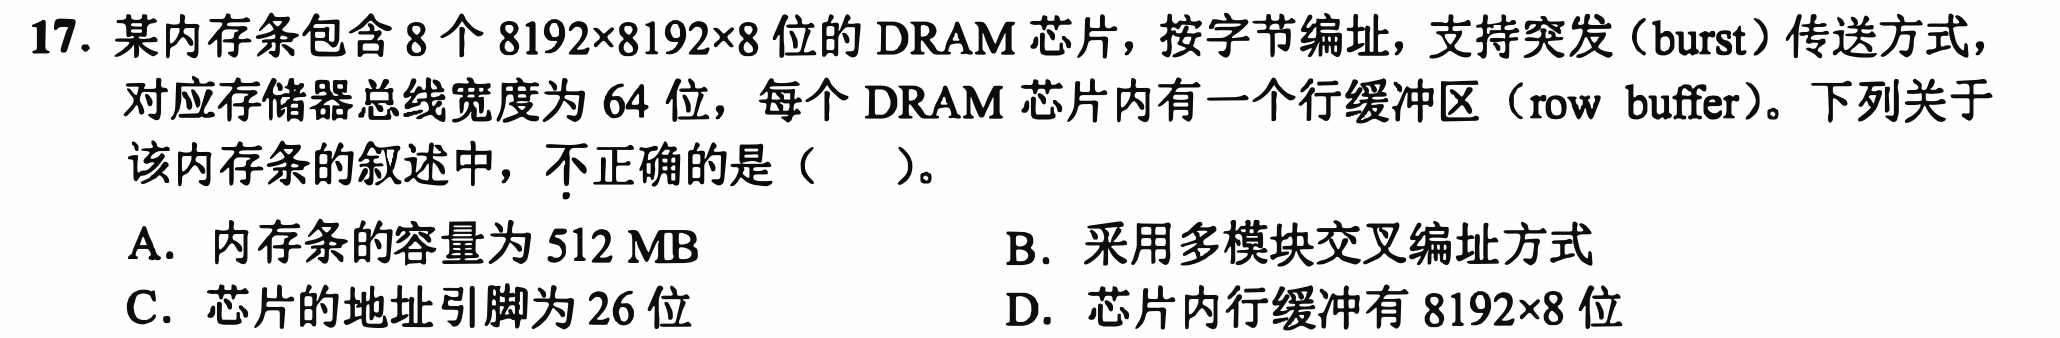 17. 某内存条包含 8 个 8192×8192×8 位的 DRAM 芯片，按字节编址，支持突发（burst）传送方式，
对应存储器总线宽度为 64 位，每个 DRAM 芯片内有一个行缓冲区（row buffer）。下列关于
该内存条的叙述中，不正确的是（ ）。
A. 内存条的容量为 512 MB B. 采用多模块交叉编址方式
C. 芯片的地址引脚为 26 位 D. 芯片内行缓冲有 8192×8 位